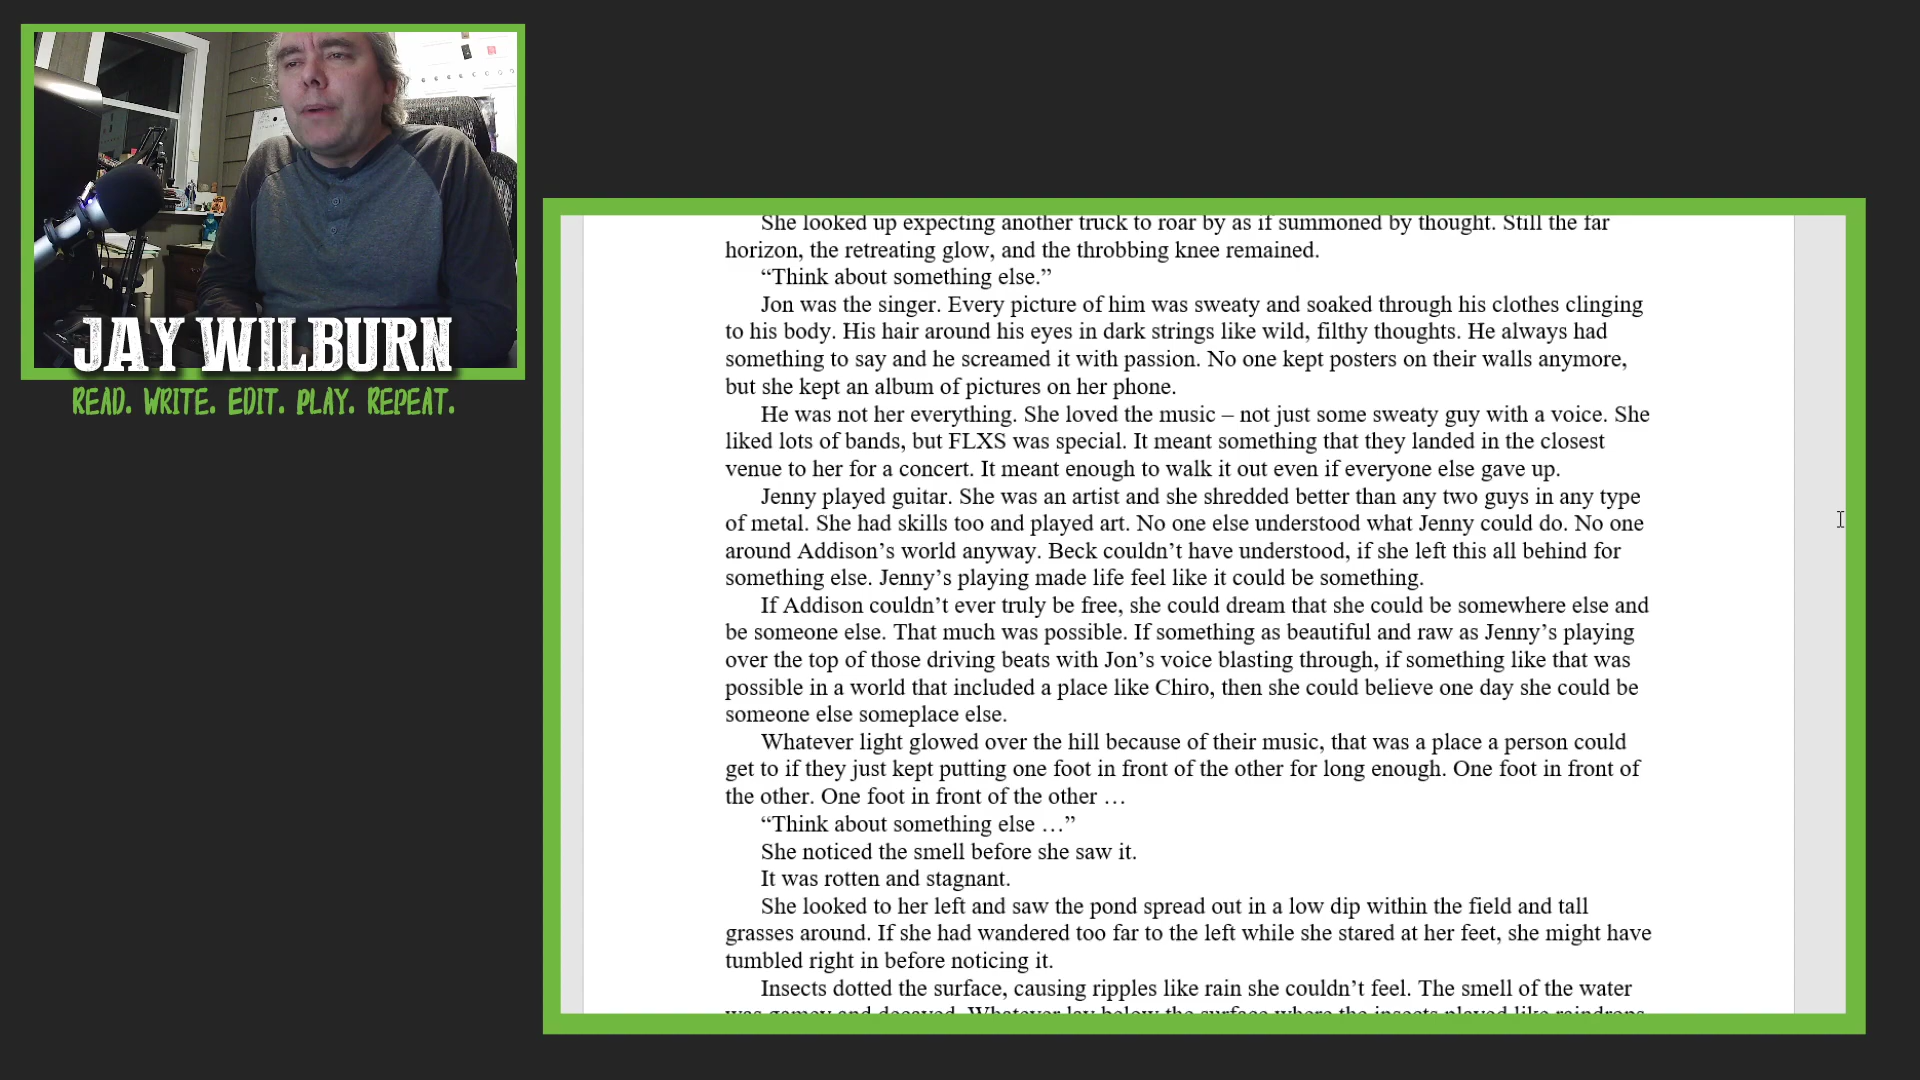 JAY WILBURN
READ. WRITE. EDIT. PLAY. REPEAT.
She looked up expecting another truck to roar by as if summoned by thought. Still the far
horizon, the retreating glow, and the throbbing knee remained.
“Think about something else.”
Jon was the singer. Every picture of him was sweaty and soaked through his clothes clinging
to his body. His hair around his eyes in dark strings like wild, filthy thoughts. He always had
something to say and he screamed it with passion. No one kept posters on their walls anymore,
but she kept an album of pictures on her phone.
He was not her everything. She loved the music – not just some sweaty guy with a voice. She
liked lots of bands, but FLXS was special. It meant something that they landed in the closest
venue to her for a concert. It meant enough to walk it out even if everyone else gave up.
Jenny played guitar. She was an artist and she shredded better than any two guys in any type
of metal. She had skills too and played art. No one else understood what Jenny could do. No one
around Addison’s world anyway. Beck couldn’t have understood, if she left this all behind for
something else. Jenny’s playing made life feel like it could be something.
If Addison couldn’t ever truly be free, she could dream that she could be somewhere else and
be someone else. That much was possible. If something as beautiful and raw as Jenny’s playing
over the top of those driving beats with Jon’s voice blasting through, if something like that was
possible in a world that included a place like Chiro, then she could believe one day she could be
someone else someplace else.
Whatever light glowed over the hill because of their music, that was a place a person could
get to if they just kept putting one foot in front of the other for long enough. One foot in front of
the other. One foot in front of the other …
“Think about something else …”
She noticed the smell before she saw it.
It was rotten and stagnant.
She looked to her left and saw the pond spread out in a low dip within the field and tall
grasses around. If she had wandered too far to the left while she stared at her feet, she might have
tumbled right in before noticing it.
Insects dotted the surface, causing ripples like rain she couldn’t feel. The smell of the water
was gamey and decayed. Whatever lay below the surface where the insects played like raindrops